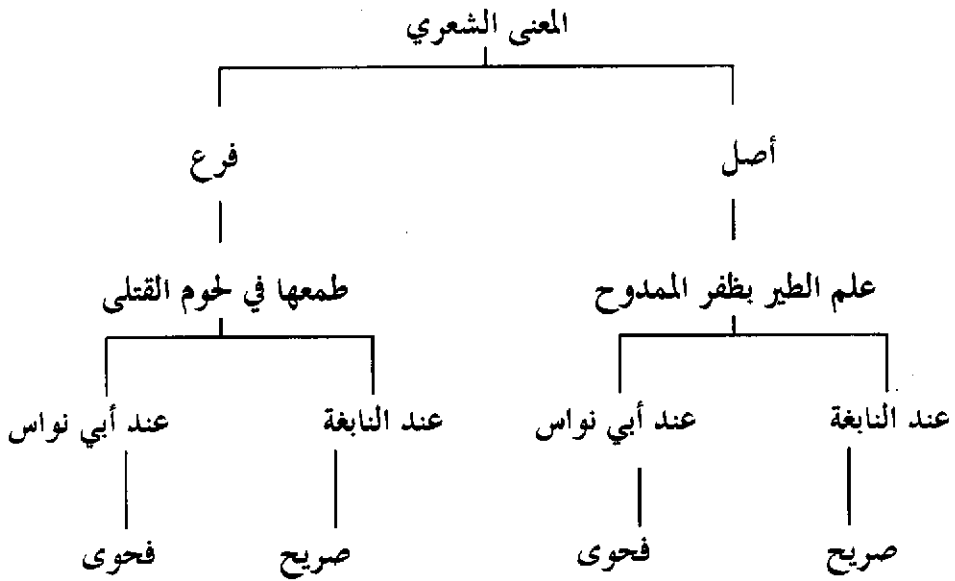 المعنى الشعري
أصل
فرع
علم الطير بظفر الممدوح
طمعها في لحوم القتلى
عند النابغة
عند أبي نواس
عند النابغة
عند أبي نواس
صريح
فحوى
صريح
فحوى